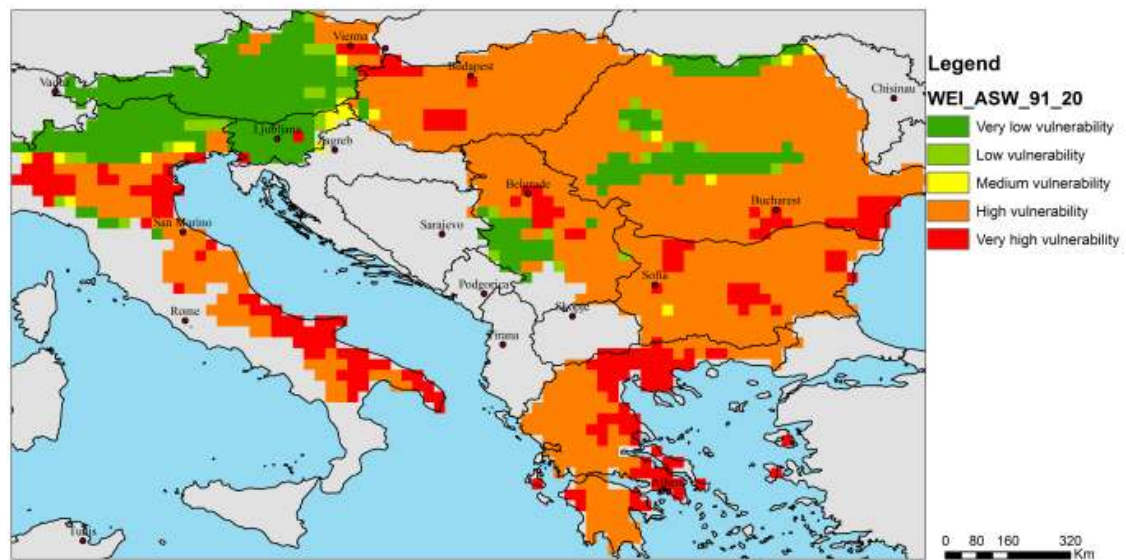 Legend
WEI_ASW_91_20
Very low vulnerability
Low vulnerability
Medium vulnerability
High vulnerability
Very high vulnerability
Vienna
Vaduz
Budapest
Chisinau
Ljubljana
Zagreb
Belgrade
Bucharest
San Marino
Sarajevo
Sofia
Podgorica
Rome
Skopje
Tirana
Athens
Tunis
0 80 160 320
Km